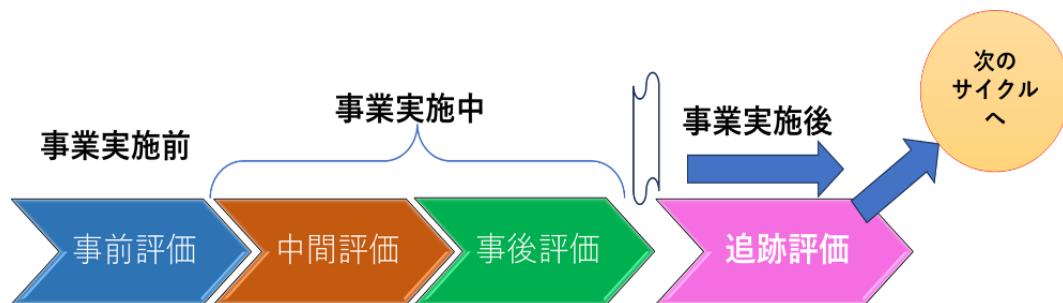 次の
サイクル
へ
事業実施前
事業実施中
事業実施後
事前評価
中間評価
事後評価
追跡評価